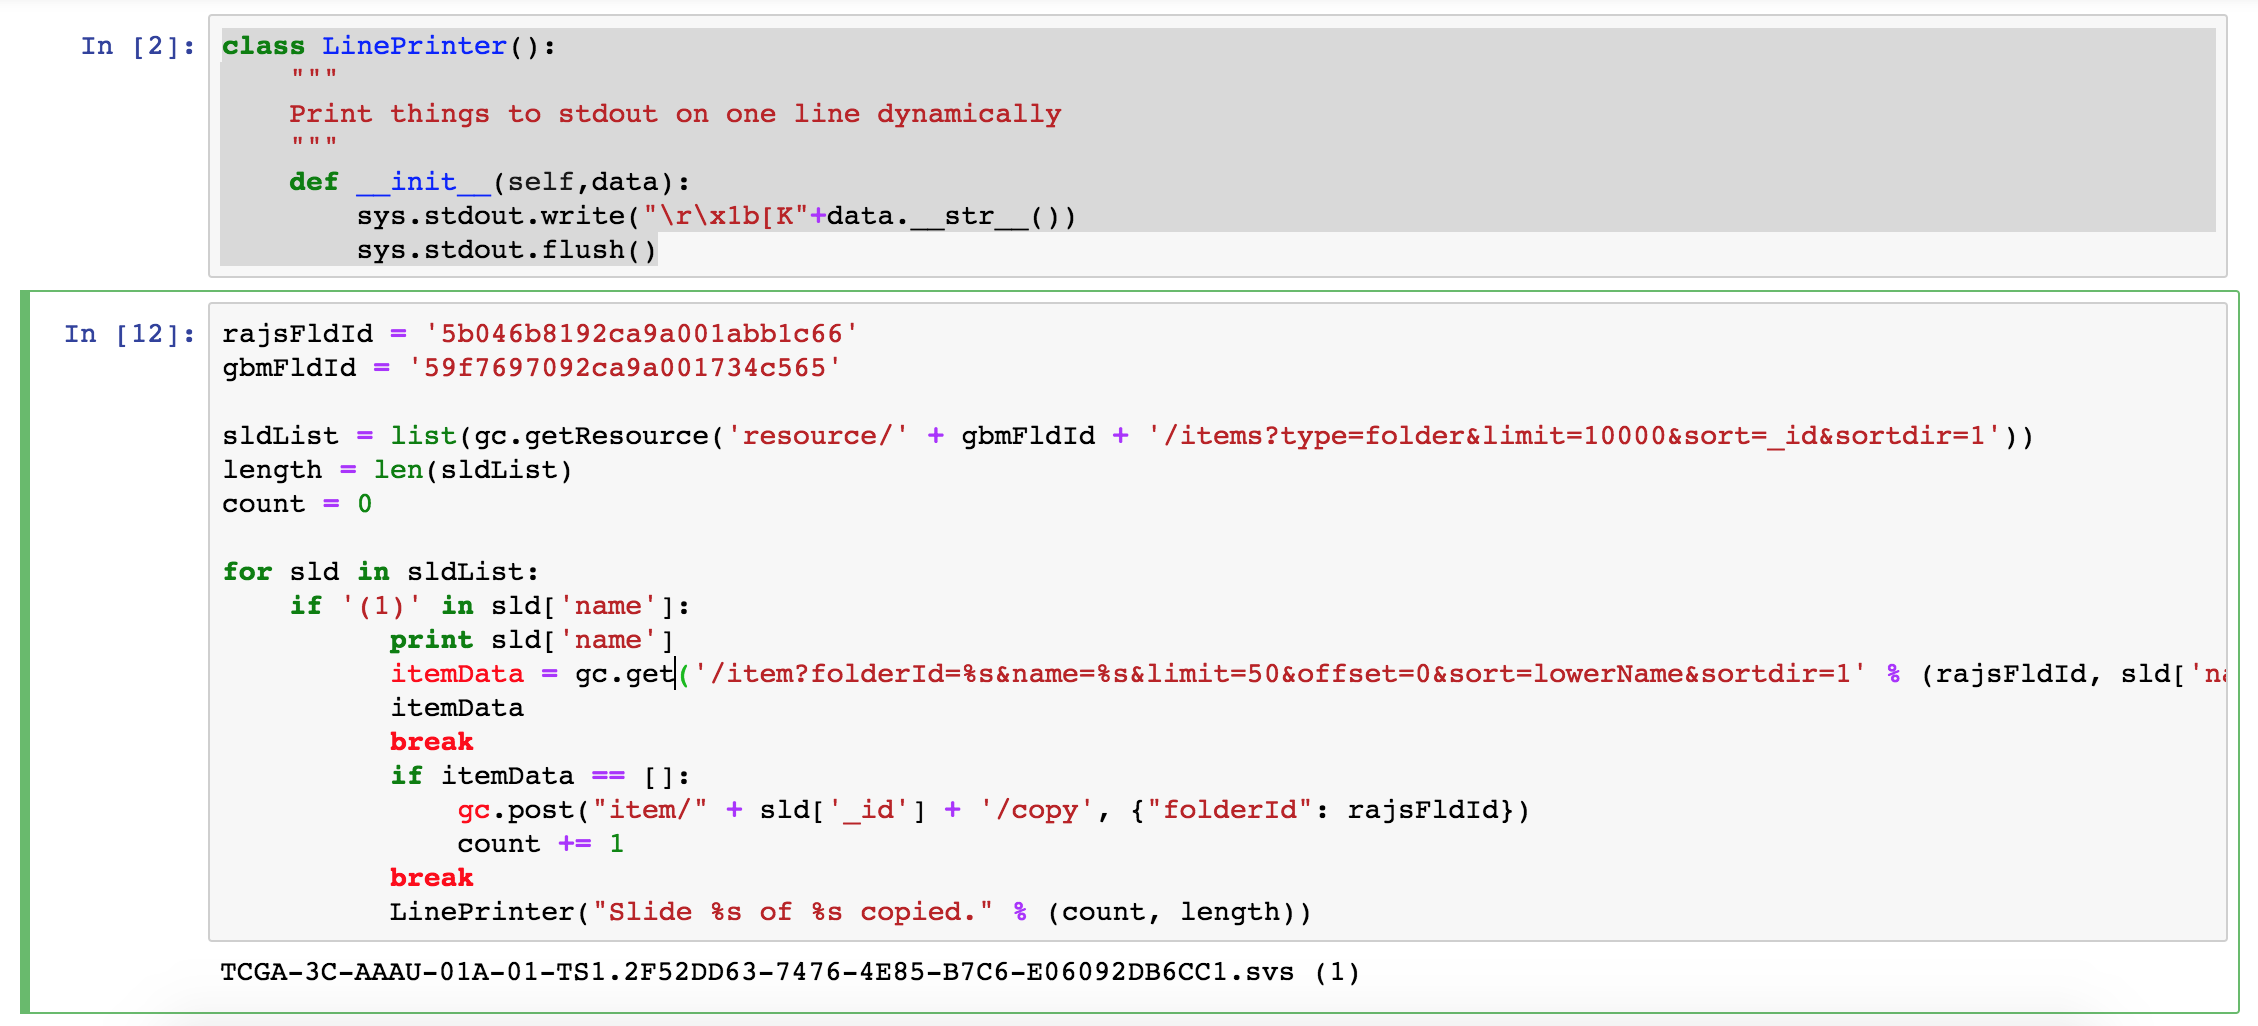 In [2]:
class LinePrinter():
    """
    Print things to stdout on one line dynamically
    """
    def __init__(self,data):
        sys.stdout.write("\r\x1b[K"+data.__str__())
        sys.stdout.flush()
In [12]:
rajsFldId = '5b046b8192ca9a001abb1c66'
gbmFldId = '59f7697092ca9a001734c565'

sldList = list(gc.getResource('resource/' + gbmFldId + '/items?type=folder&limit=10000&sort=_id&sortdir=1'))
length = len(sldList)
count = 0

for sld in sldList:
    if '(1)' in sld['name']:
          print sld['name']
          itemData = gc.get('/item?folderId=%s&name=%s&limit=50&offset=0&sort=lowerName&sortdir=1' % (rajsFldId, sld['na
          itemData
          break
          if itemData == []:
              gc.post("item/" + sld['_id'] + '/copy', {"folderId": rajsFldId})
              count += 1
          break
          LinePrinter("Slide %s of %s copied." % (count, length))
TCGA-3C-AAAU-01A-01-TS1.2F52DD63-7476-4E85-B7C6-E06092DB6CC1.svs (1)